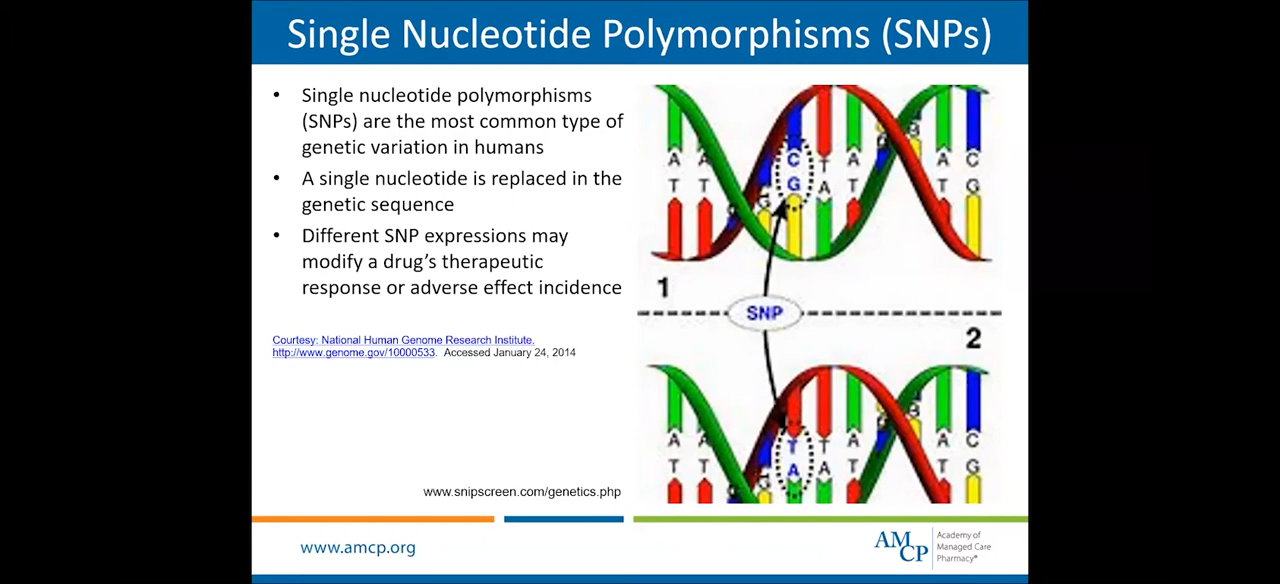 Single Nucleotide Polymorphisms (SNPs)
• Single nucleotide polymorphisms
(SNPs) are the most common type of
genetic variation in humans
• A single nucleotide is replaced in the
genetic sequence
• Different SNP expressions may
modify a drug's therapeutic
response or adverse effect incidence
Courtesy: National Human Genome Research Institute.
http://www.genome.gov/10000533. Accessed January 24, 2014
www.snipscreen.com/genetics.php
A A C T A A C
T T G A T T G
1
SNP
2
A A T T A A C
T T A A T T G
www.amcp.org
AMCP
Academy of
Managed Care
Pharmacy®